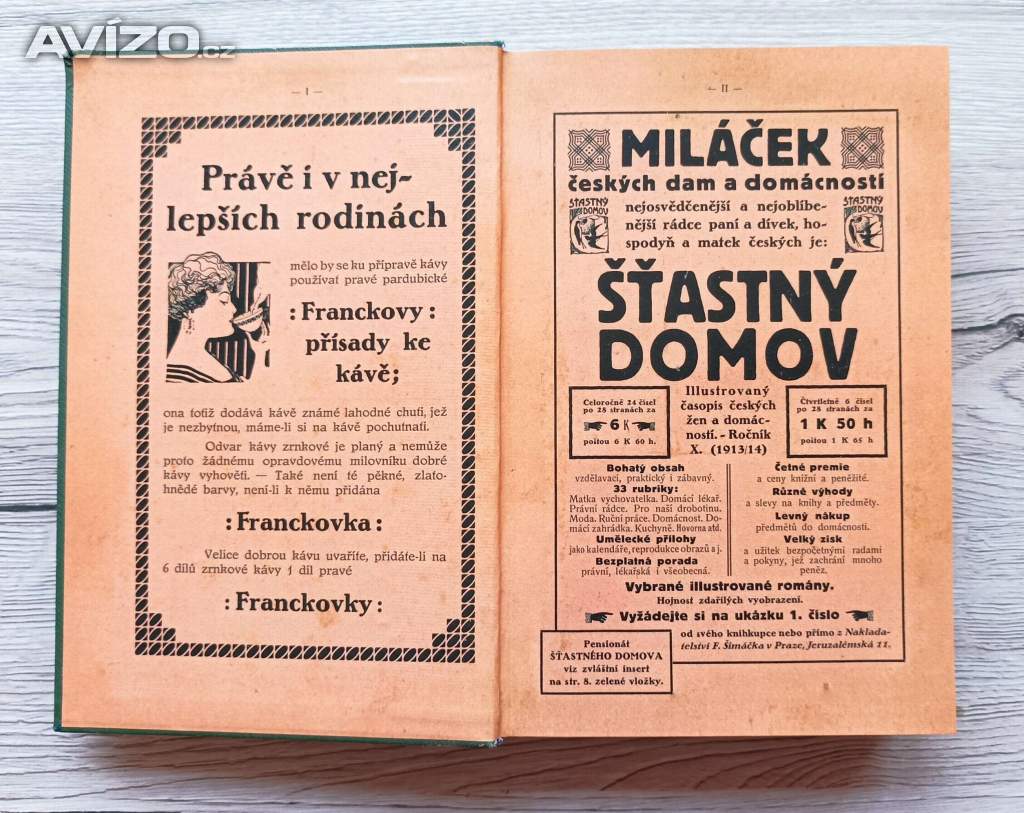 AVÍZO.cz
— I —
Právě i v nej-
lepších rodinách
mělo by se ku přípravě kávy
používat pravé pardubické
: Franckovy :
přísady ke
kávě;
ona totiž dodává kávě známé lahodné chuti, jež
je nezbytnou, máme-li si na kávě pochutnati.
Odvar kávy zrnkové je planý a nemůže
proto žádnému opravdovému milovníku dobré
kávy vyhověti. — Také není té pěkné, zlato-
hnědé barvy, není-li k němu přidána
: Franckovka :
Velice dobrou kávu uvaříte, přidáte-li na
6 dílů zrnkové kávy 1 díl pravé
: Franckovky :
— II —
MILÁČEK
českých dam a domácností
ŠŤASTNÝ
DOMOV
nejosvědčenější a nejoblíbe-
nější rádce paní a dívek, ho-
spodyň a matek českých je:
ŠŤASTNÝ
DOMOV
ŠŤASTNÝ
DOMOV
Celoročně 24 čísel
po 28 stranách za
6 K
poštou 6 K 60 h.
Illustrovaný
časopis českých
žen a domác-
ností. - Ročník
X. (1913/14)
Čtvrtletně 6 čísel
po 28 stranách za
1 K 50 h
poštou 1 K 65 h
Bohatý obsah
vzdělavací, praktický i zábavný.
33 rubriky:
Matka vychovatelka. Domácí lékař.
Právní rádce. Pro naši drobotinu.
Moda. Ruční práce. Domácnost. Do-
mácí zahrádka. Kuchyně. Hovorna atd.
Umělecké přílohy
jako kalendáře, reprodukce obrazů a j.
Bezplatná porada
právní, lékařská i všeobecná.
Četné premie
a ceny knižní a peněžité.
Různé výhody
a slevy na knihy a předměty.
Levný nákup
předmětů do domácnosti.
Velký zisk
a užitek bezpočetnými radami
a pokyny, jež zachrání mnoho
peněz.
Vybrané illustrované romány.
Hojnost zdařilých vyobrazení.
Vyžádejte si na ukázku 1. číslo
od svého knihkupce nebo přímo z Naklada-
telství F. Šimáčka v Praze, Jeruzalémská 11.
Pensionát
ŠŤASTNÉHO DOMOVA
viz zvláštní insert
na str. 8. zelené vložky.